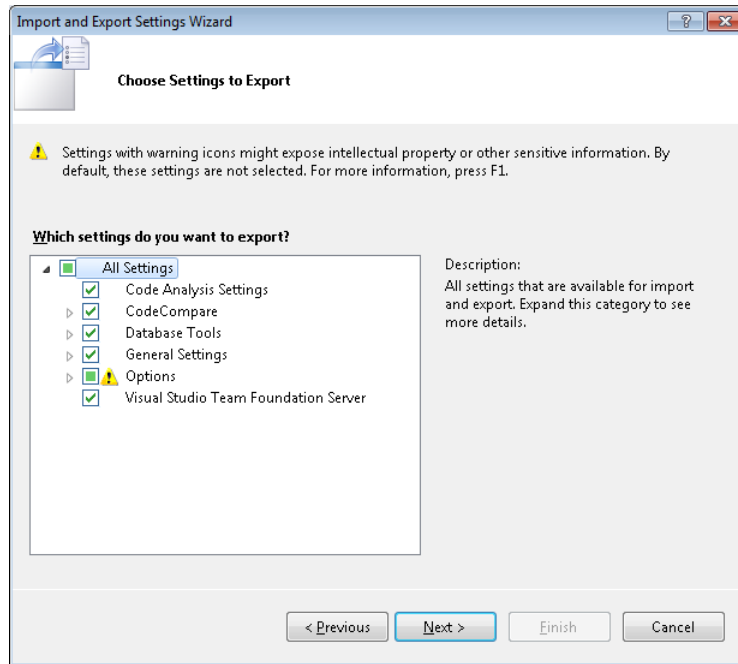 Import and Export Settings Wizard
Choose Settings to Export
Settings with warning icons might expose intellectual property or other sensitive information. By
default, these settings are not selected. For more information, press F1.
Which settings do you want to export?
All Settings
Code Analysis Settings
CodeCompare
Database Tools
General Settings
Options
Visual Studio Team Foundation Server
Description:
All settings that are available for import
and export. Expand this category to see
more details.
< Previous
Next >
Finish
Cancel